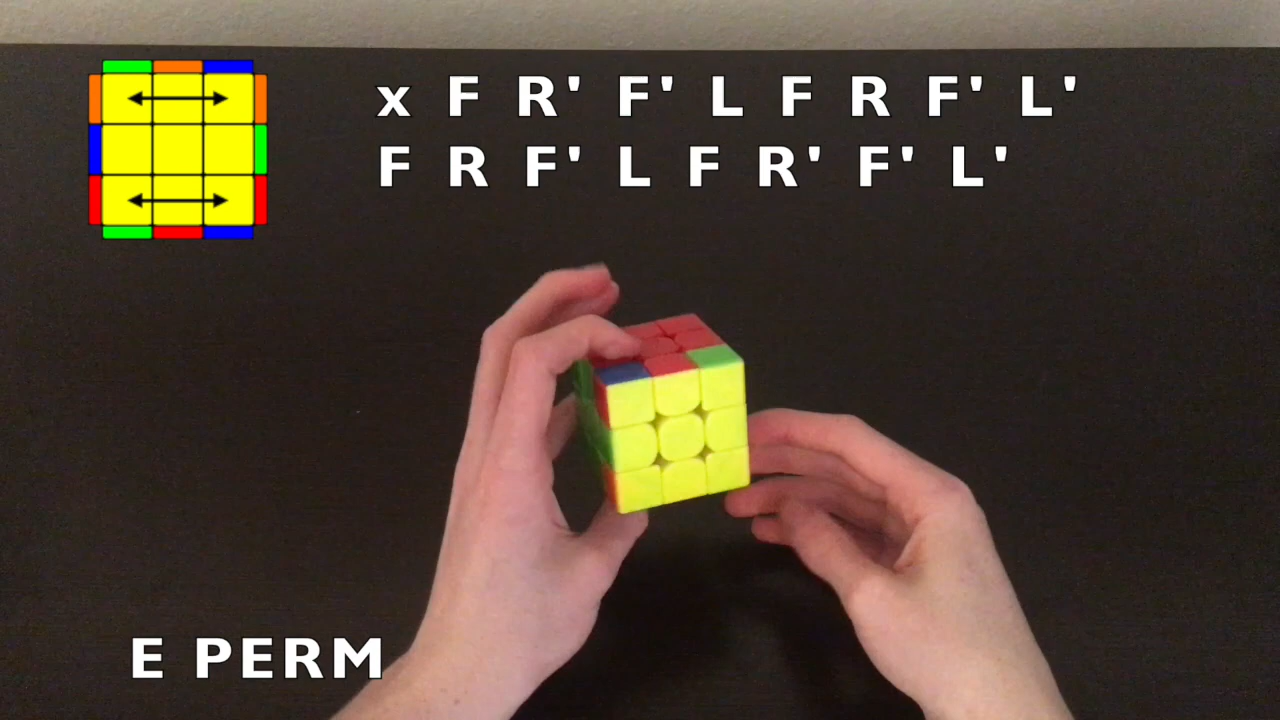 x F R' F' L F R F' L'
F R F' L F R' F' L'
E PERM